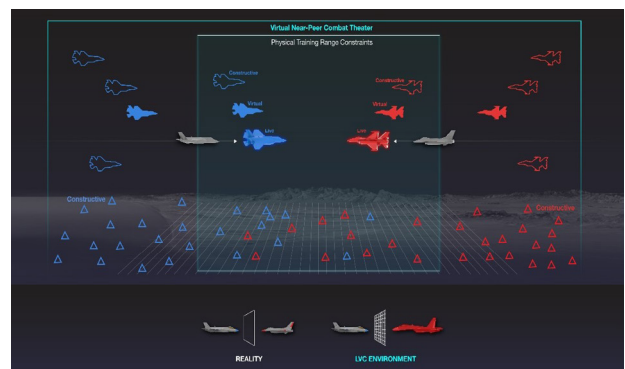 Virtual Near-Peer Combat Theater
Physical Training Range Constraints
Constructive
Constructive
Virtual
Virtual
Live
Live
Constructive
Constructive
REALITY
LVC ENVIRONMENT